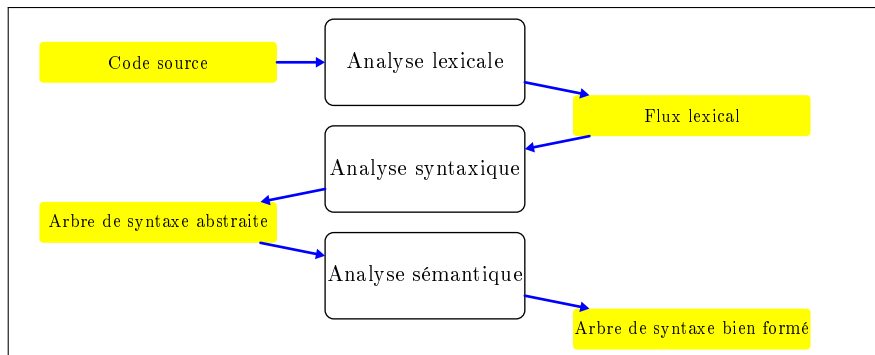 Code source
Analyse lexicale
Flux lexical
Analyse syntaxique
Arbre de syntaxe abstraite
Analyse sémantique
Arbre de syntaxe bien formé